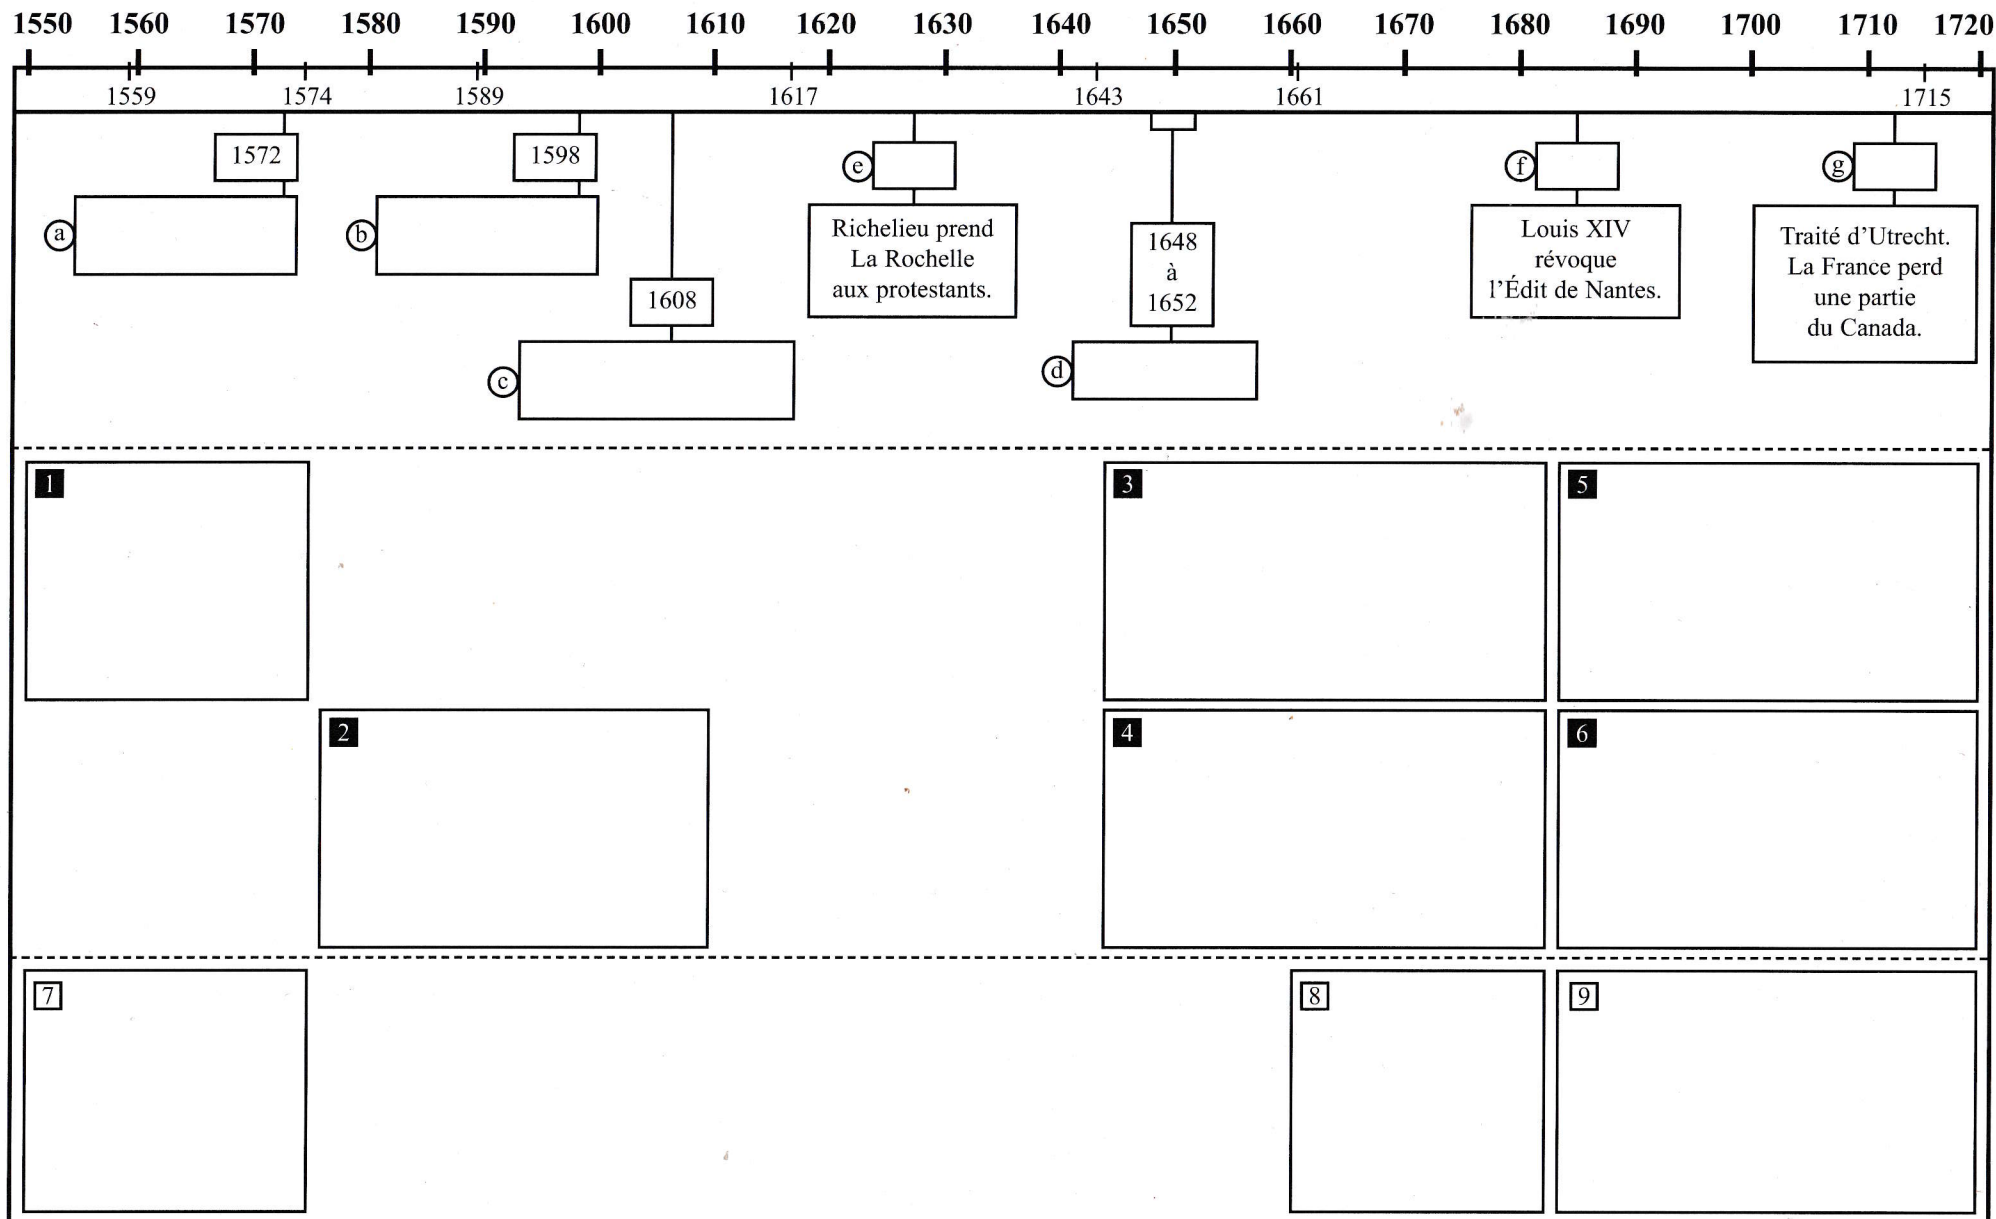 1550 1560 1570 1580 1590 1600 1610 1620 1630 1640 1650 1660 1670 1680 1690 1700 1710 1720
1559 1574 1589 1617 1643 1661 1715
1572
a
1598
b
1608
c
e
Richelieu prend
La Rochelle
aux protestants.
1648
à
1652
d
f
Louis XIV
révoque
l’Édit de Nantes.
g
Traité d’Utrecht.
La France perd
une partie
du Canada.
1
3
5
2
4
6
7
8
9